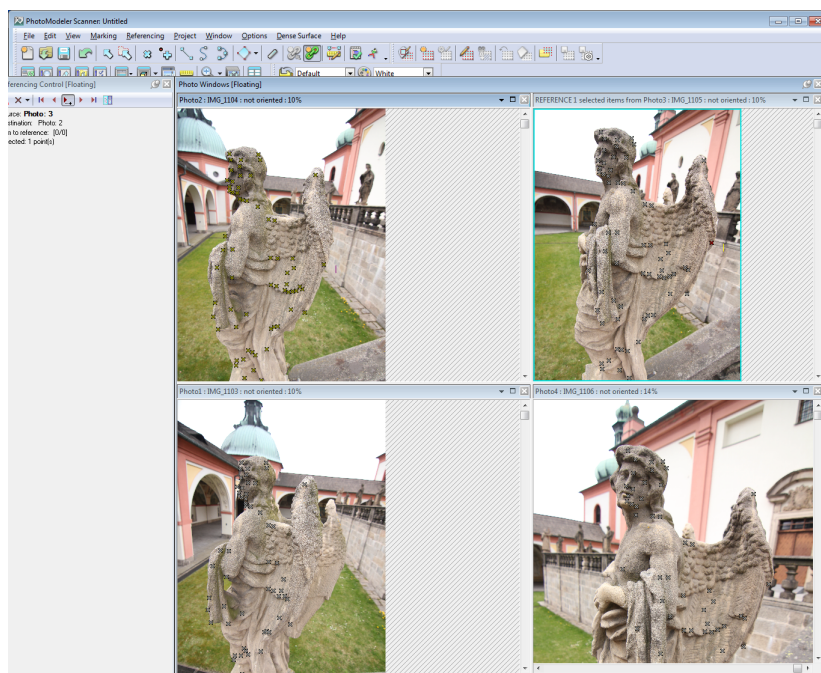 PhotoModeler Scanner: Untitled
File Edit View Marking Referencing Project Window Options Dense Surface Help
Default White
ferencing Control [Floating]
Photo Windows [Floating]
Photo2 : IMG_1104 : not oriented : 10%
REFERENCE 1 selected items from Photo3 : IMG_1105 : not oriented : 10%
urce: Photo: 3
stination: Photo: 2
m to reference: [0/0]
ected: 1 point(s)
Photo1 : IMG_1103 : not oriented : 10%
Photo4 : IMG_1106 : not oriented : 14%